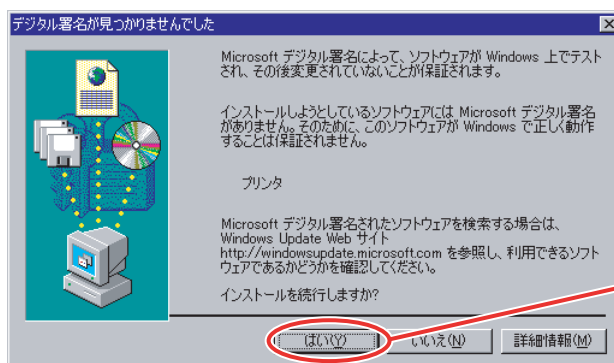 デジタル署名が見つかりませんでした
Microsoft デジタル署名によって、ソフトウェアが Windows 上でテスト
され、その後変更されていないことが保証されます。
インストールしようとしているソフトウェアには Microsoft デジタル署名
がありません。そのために、このソフトウェアが Windows で正しく動作
することは保証されません。
プリンタ
Microsoft デジタル署名されたソフトウェアを検索する場合は、
Windows Update Web サイト
http://windowsupdate.microsoft.com を参照し、利用できるソフト
ウェアであるかどうかを確認してください。
インストールを続行しますか?
はい(Y) いいえ(N) 詳細情報(M)